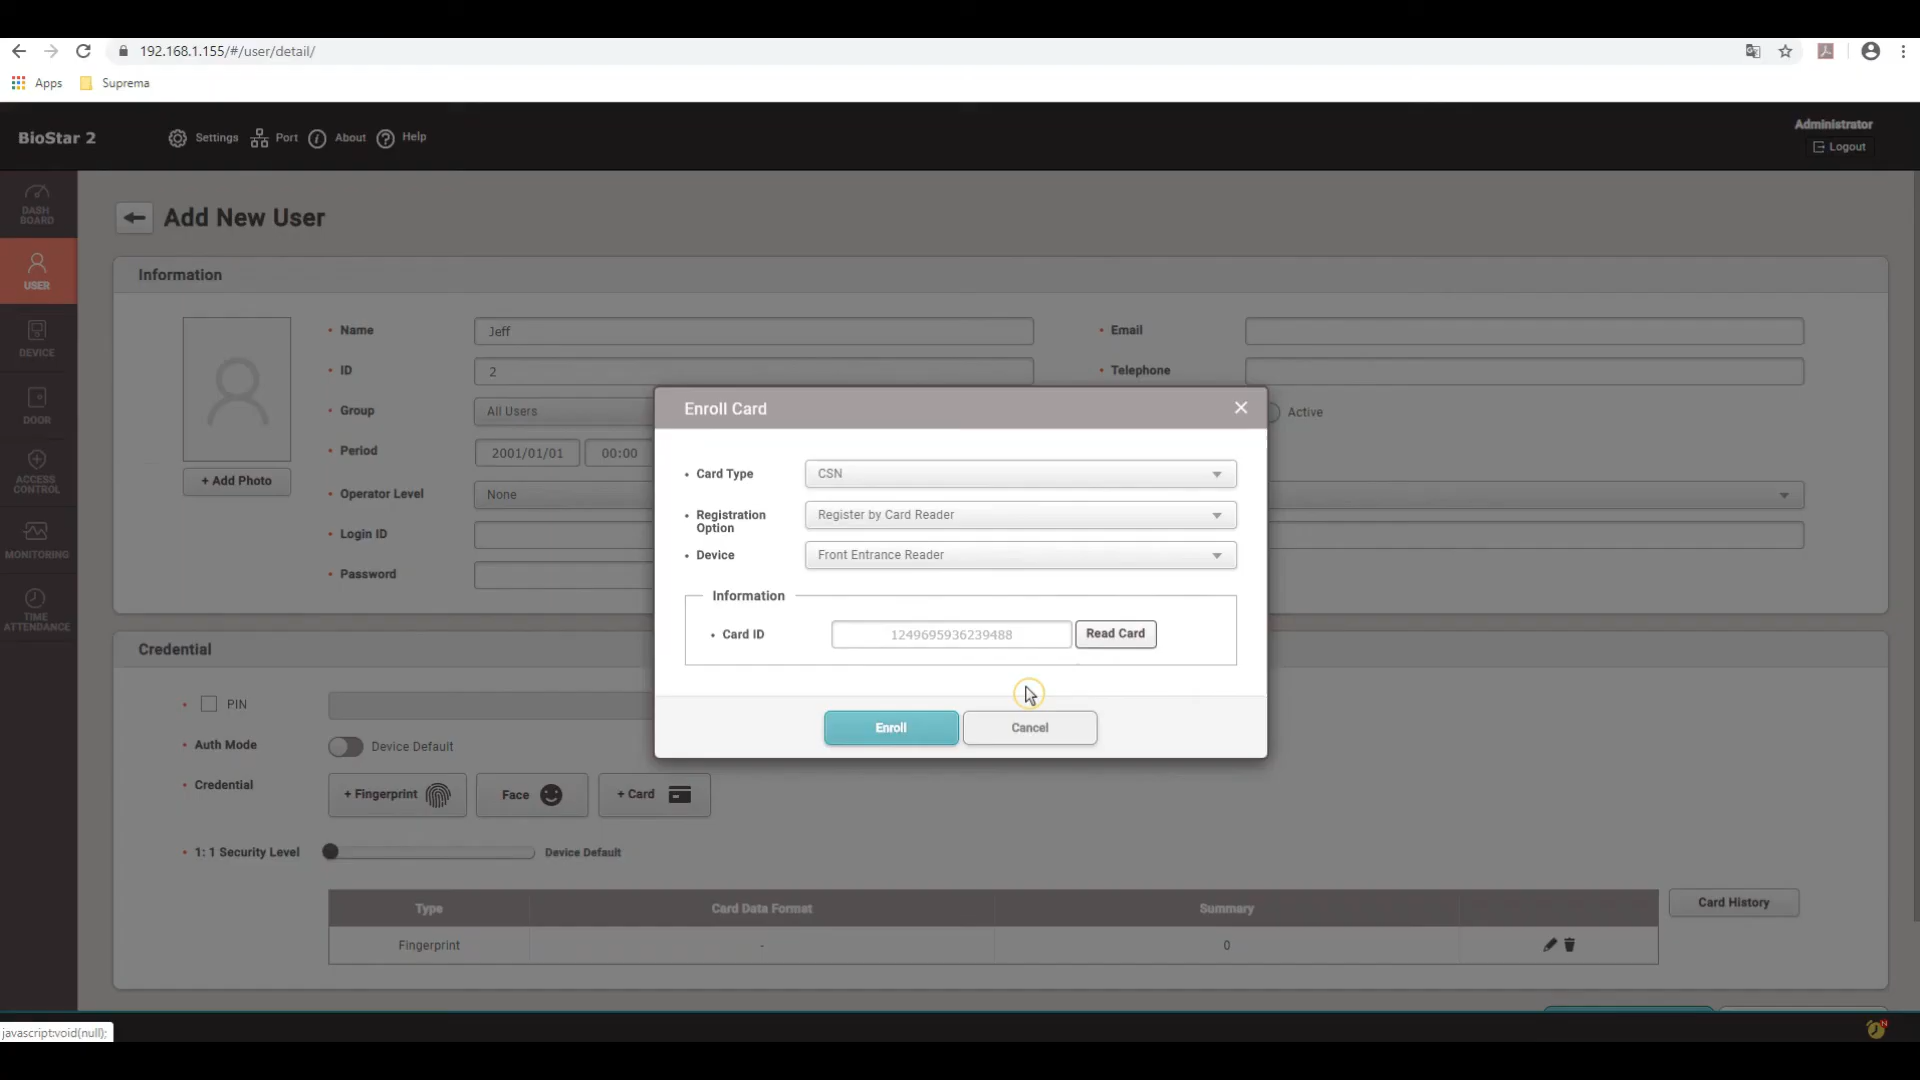 192.168.1.155/#/user/detail/
Apps
Suprema
BioStar 2
Settings
Port
About
Help
Administrator
Logout
DASH
BOARD
USER
DEVICE
DOOR
ACCESS
CONTROL
MONITORING
TIME
ATTENDANCE
Add New User
Information
+ Add Photo
Name
Jeff
Email
ID
2
Telephone
Group
All Users
Active
Period
2001/01/01
00:00
Operator Level
None
Login ID
Password
Enroll Card
Card Type
CSN
Registration
Option
Register by Card Reader
Device
Front Entrance Reader
Information
Card ID
1249695936239488
Read Card
Enroll
Cancel
Credential
PIN
Auth Mode
Device Default
Credential
+ Fingerprint
Face
+ Card
1: 1 Security Level
Device Default
Type
Card Data Format
Summary
Card History
Fingerprint
-
0
javascript:void(null);
N